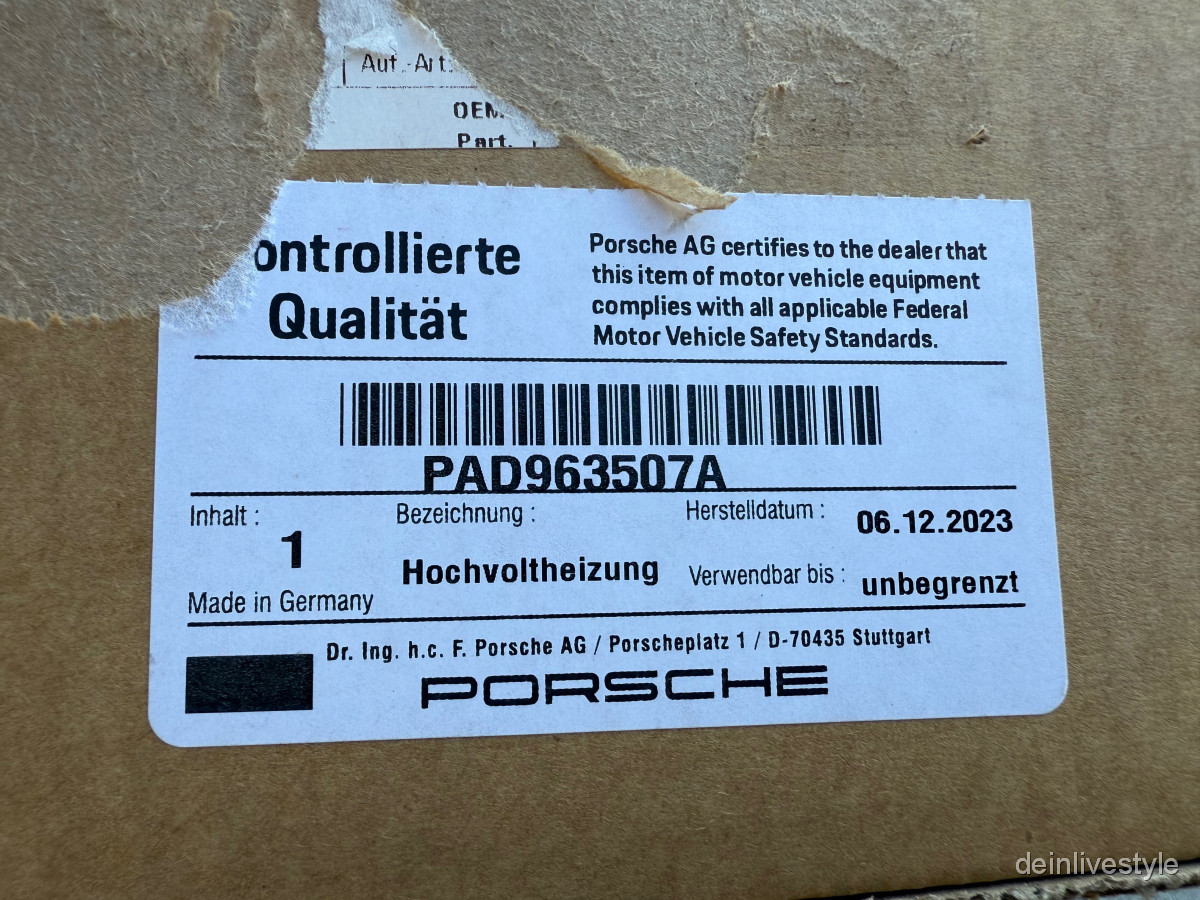 Auf.-Art.
OEM
Part.
ontrollierte
Qualität
Porsche AG certifies to the dealer that
this item of motor vehicle equipment
complies with all applicable Federal
Motor Vehicle Safety Standards.
PAD963507A
Inhalt :
1
Made in Germany
Bezeichnung :
Hochvoltheizung
Herstelldatum :
06.12.2023
Verwendbar bis :
unbegrenzt
Dr. Ing. h.c. F. Porsche AG / Porscheplatz 1 / D-70435 Stuttgart
PORSCHE
deinlivestyle